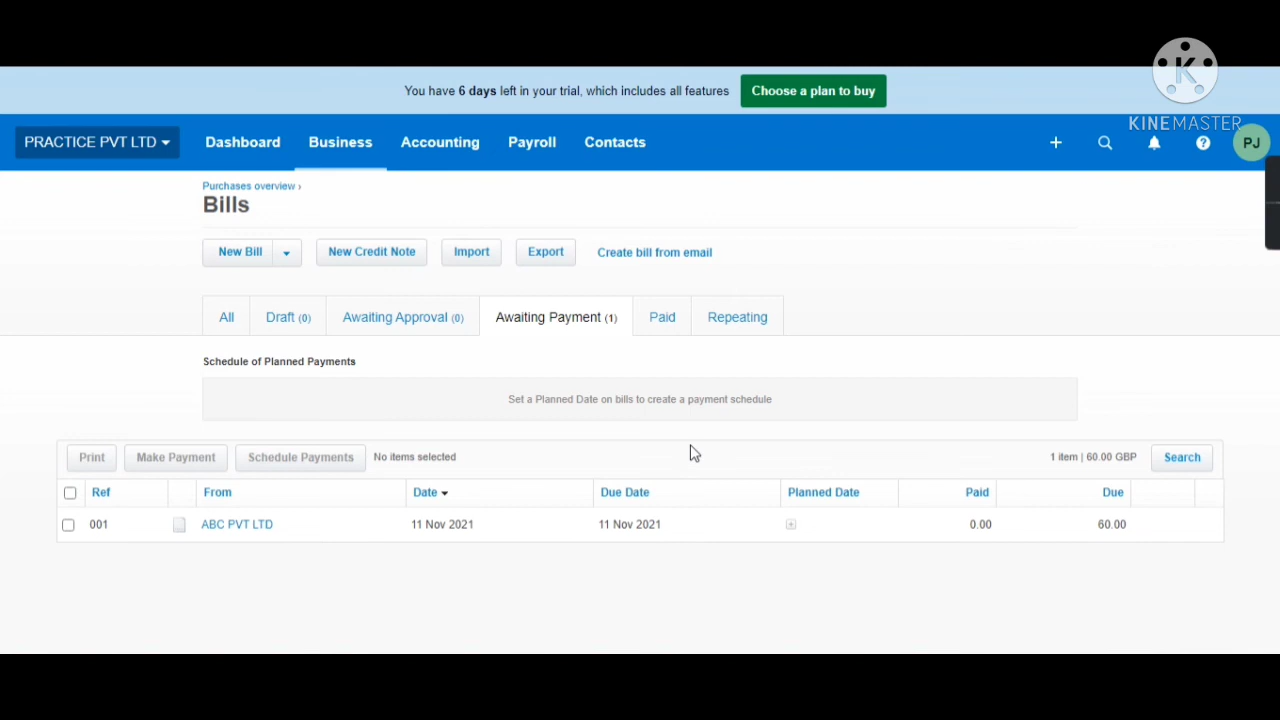 You have 6 days left in your trial, which includes all features Choose a plan to buy
K
KINEMASTER
PRACTICE PVT LTD Dashboard Business Accounting Payroll Contacts + ? PJ
Purchases overview ›
Bills
New Bill New Credit Note Import Export Create bill from email
All Draft (0) Awaiting Approval (0) Awaiting Payment (1) Paid Repeating
Schedule of Planned Payments
Set a Planned Date on bills to create a payment schedule
Print Make Payment Schedule Payments No items selected 1 item | 60.00 GBP Search
Ref From Date Due Date Planned Date Paid Due
001 ABC PVT LTD 11 Nov 2021 11 Nov 2021 0.00 60.00